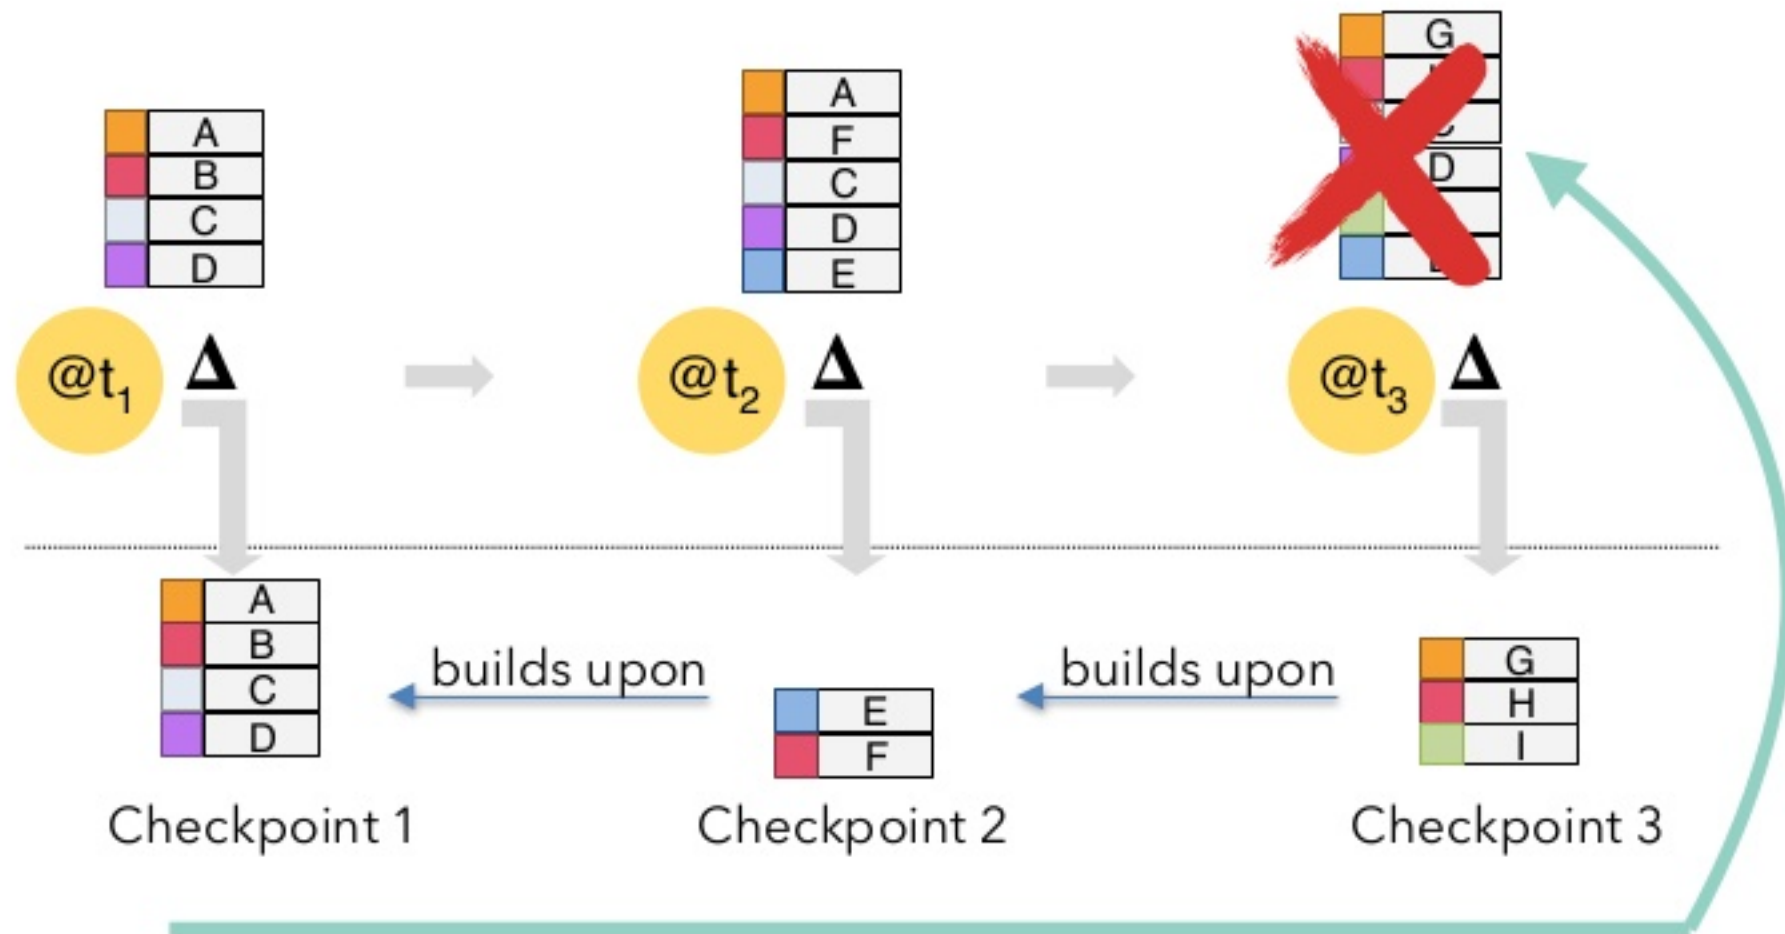 A
B
C
D
A
F
C
D
E
G
D
@t₁ Δ
@t₂ Δ
@t₃ Δ
A
B
C
D
builds upon
E
F
builds upon
G
H
I
Checkpoint 1
Checkpoint 2
Checkpoint 3